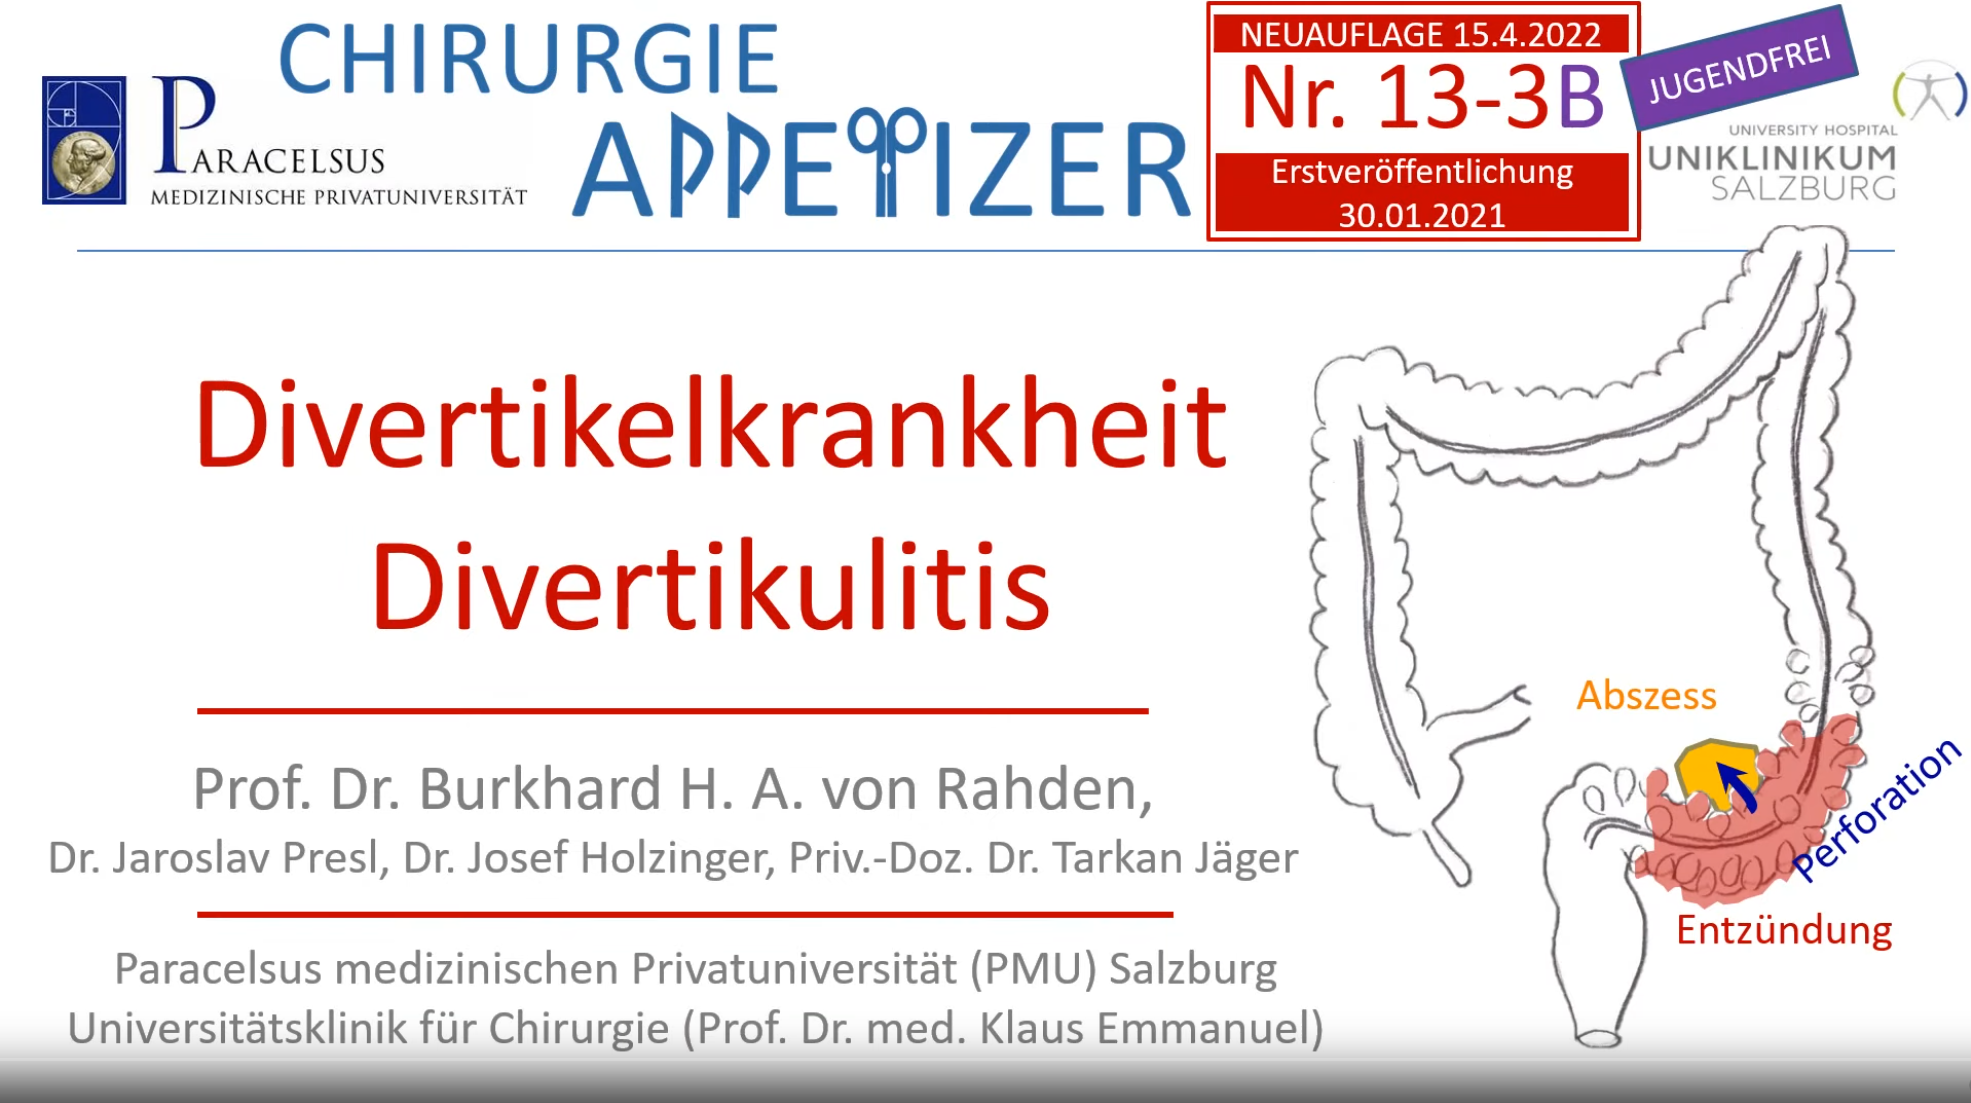 CHIRURGIE
APPETIZER
PARACELSUS
MEDIZINISCHE PRIVATUNIVERSITÄT
NEUAUFLAGE 15.4.2022
Nr. 13-3B
Erstveröffentlichung
30.01.2021
JUGENDFREI
UNIVERSITY HOSPITAL
UNIKLINIKUM
SALZBURG
Divertikelkrankheit
Divertikulitis
Prof. Dr. Burkhard H. A. von Rahden,
Dr. Jaroslav Presl, Dr. Josef Holzinger, Priv.-Doz. Dr. Tarkan Jäger
Paracelsus medizinischen Privatuniversität (PMU) Salzburg
Universitätsklinik für Chirurgie (Prof. Dr. med. Klaus Emmanuel)
Abszess
Perforation
Entzündung